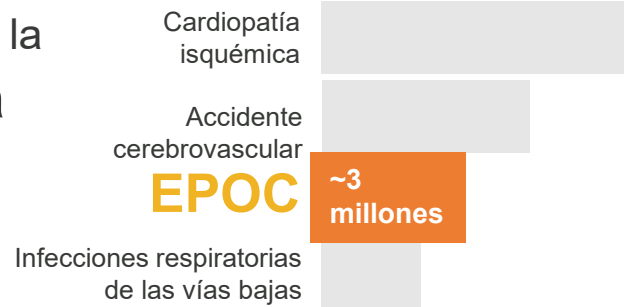 la
Cardiopatía
isquémica
Accidente
cerebrovascular
EPOC
~3
millones
Infecciones respiratorias
de las vías bajas